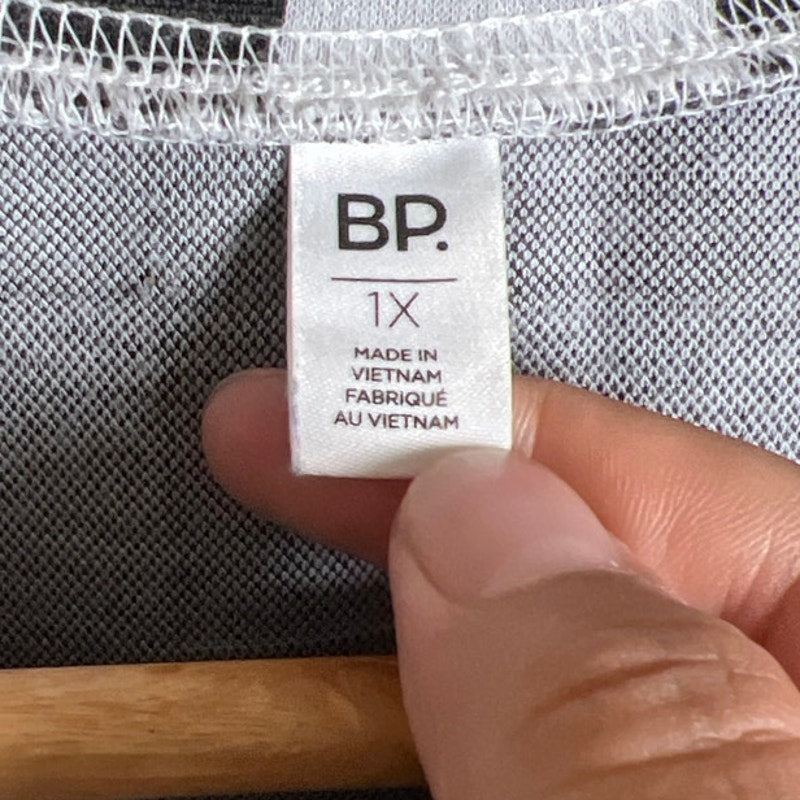 BP.
1X
MADE IN
VIETNAM
FABRIQUÉ
AU VIETNAM